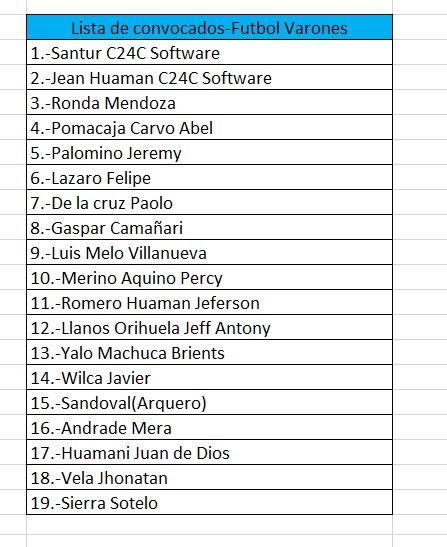 Lista de convocados-Futbol Varones
1.-Santur C24C Software
2.-Jean Huaman C24C Software
3.-Ronda Mendoza
4.-Pomacaja Carvo Abel
5.-Palomino Jeremy
6.-Lazaro Felipe
7.-De la cruz Paolo
8.-Gaspar Camañari
9.-Luis Melo Villanueva
10.-Merino Aquino Percy
11.-Romero Huaman Jeferson
12.-Llanos Orihuela Jeff Antony
13.-Yalo Machuca Brients
14.-Wilca Javier
15.-Sandoval(Arquero)
16.-Andrade Mera
17.-Huamani Juan de Dios
18.-Vela Jhonatan
19.-Sierra Sotelo